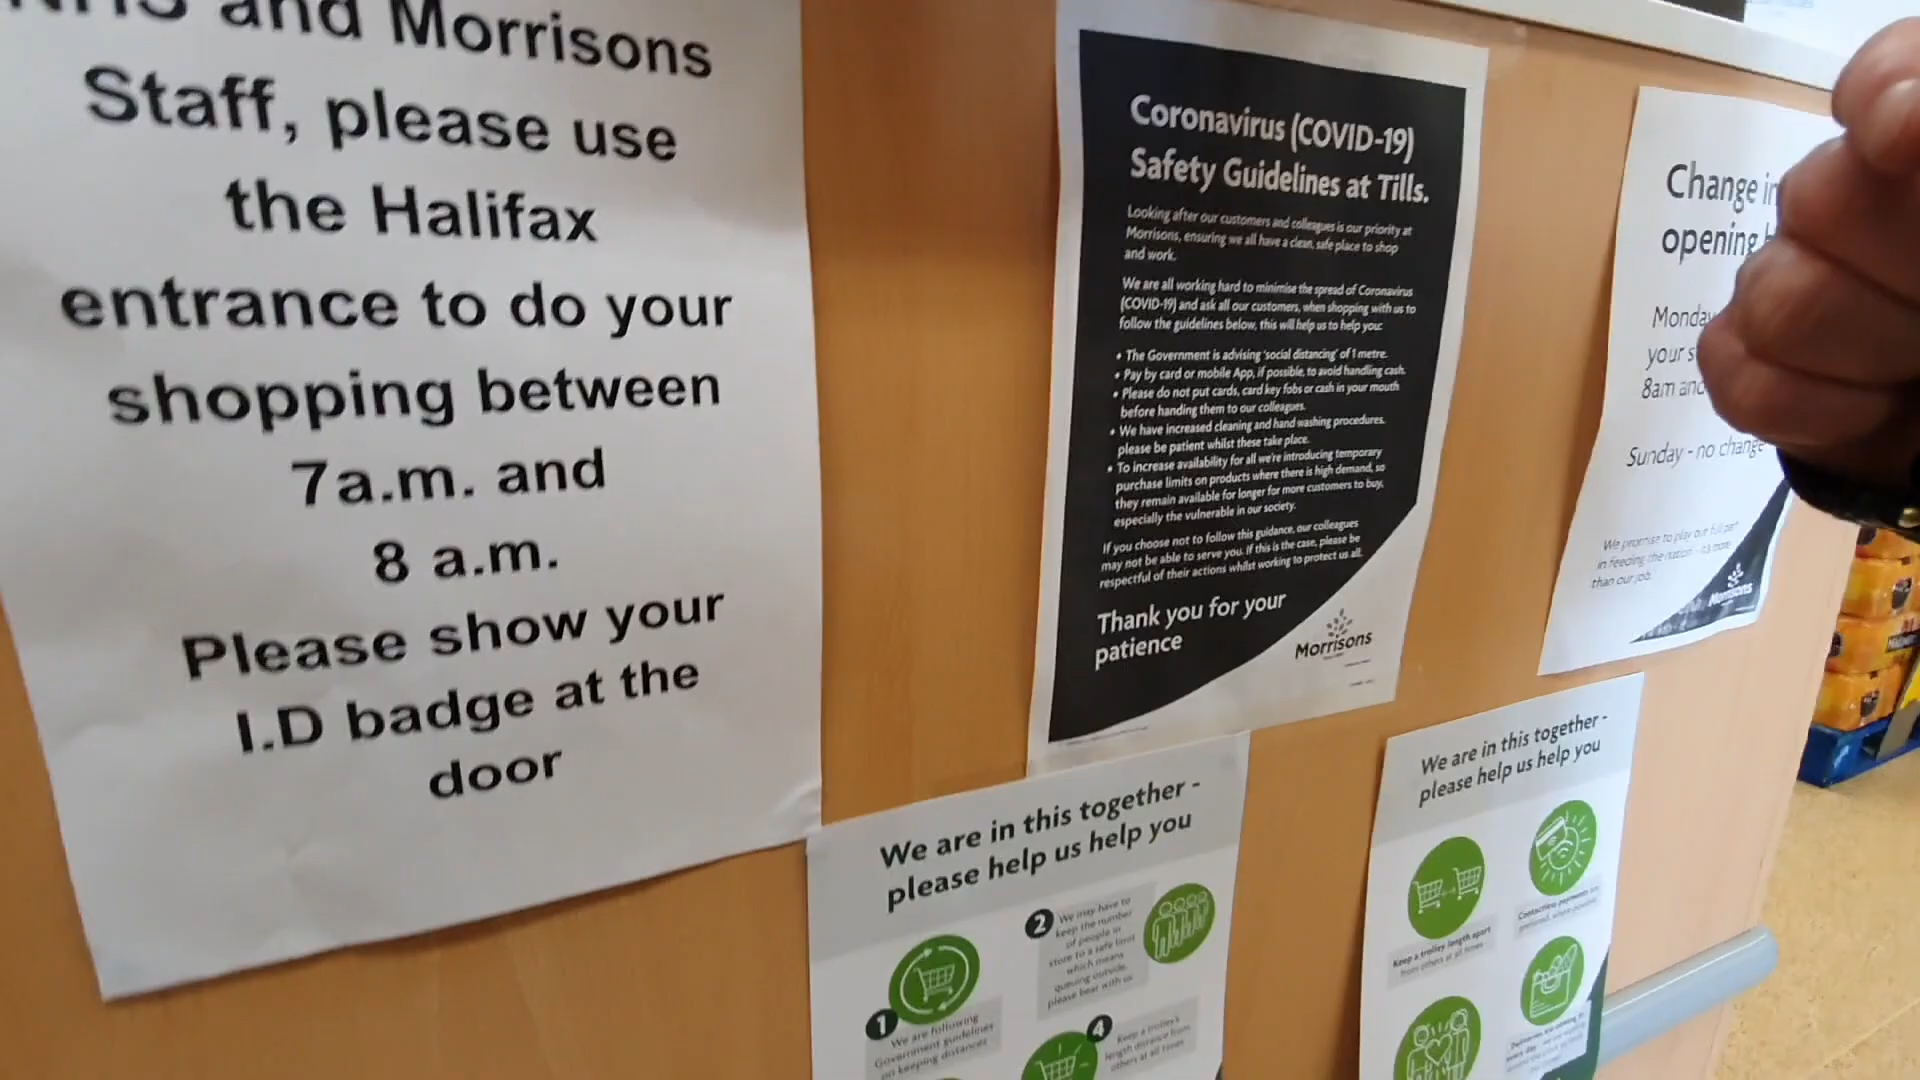 and Morrisons
Staff, please use
the Halifax
entrance to do your
shopping between
7a.m. and
8 a.m.
Please show your
I.D badge at the
door
Coronavirus (COVID-19)
Safety Guidelines at Tills.
Looking after our customers and colleagues is our priority at
Morrisons, ensuring we all have a clean, safe place to shop
and work.
We are all working hard to minimise the spread of Coronavirus
(COVID-19) and ask all our customers, when shopping with us to
follow the guidelines below, this will help us to help you:
• The Government is advising 'social distancing' of 1 metre.
• Pay by card or mobile App, if possible, to avoid handling cash.
• Please do not put cards, card key fobs or cash in your mouth
before handing them to our colleagues.
• We have increased cleaning and hand washing procedures,
please be patient whilst these take place.
• To increase availability for all we're introducing temporary
purchase limits on products where there is high demand, so
they remain available for longer for more customers to buy,
especially the vulnerable in our society.
If you choose not to follow this guidance, our colleagues
may not be able to serve you. If this is the case, please be
respectful of their actions whilst working to protect us all.
Thank you for your
patience
Morrisons
Change in
opening
Monday
your s
8am and
Sunday - no change
We promise to play our full part
in feeding the nation - it's more
than our job.
Morrisons
We are in this together -
please help us help you
1
We are following
Government guidelines
on keeping distances
2
We may have to
keep the number
of people in
store to a safe limit
which means
queuing outside,
please bear with us
4
Keep a trolley's
length distance from
others at all times
We are in this together -
please help us help you
Keep a trolley length apart
from others at all times
Contactless payments are
preferred, where possible